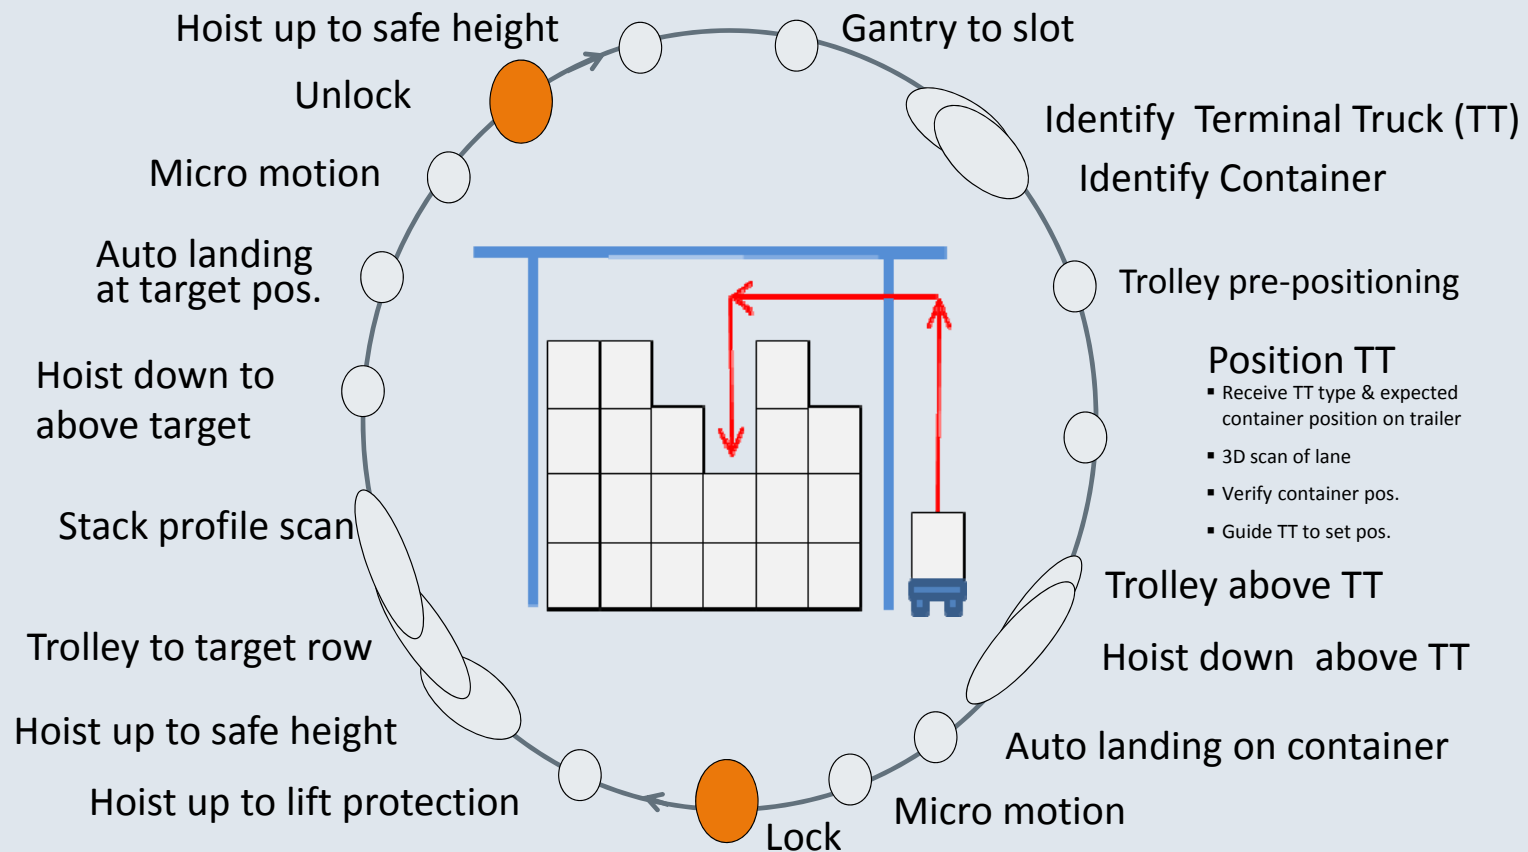 Hoist up to safe height
Gantry to slot
Unlock
Identify Terminal Truck (TT)
Micro motion
Identify Container
Auto landing
at target pos.
Trolley pre-positioning
Position TT
▪ Receive TT type & expected
container position on trailer
▪ 3D scan of lane
▪ Verify container pos.
▪ Guide TT to set pos.
Hoist down to
above target
Stack profile scan
Trolley above TT
Trolley to target row
Hoist down above TT
Hoist up to safe height
Auto landing on container
Hoist up to lift protection
Micro motion
Lock